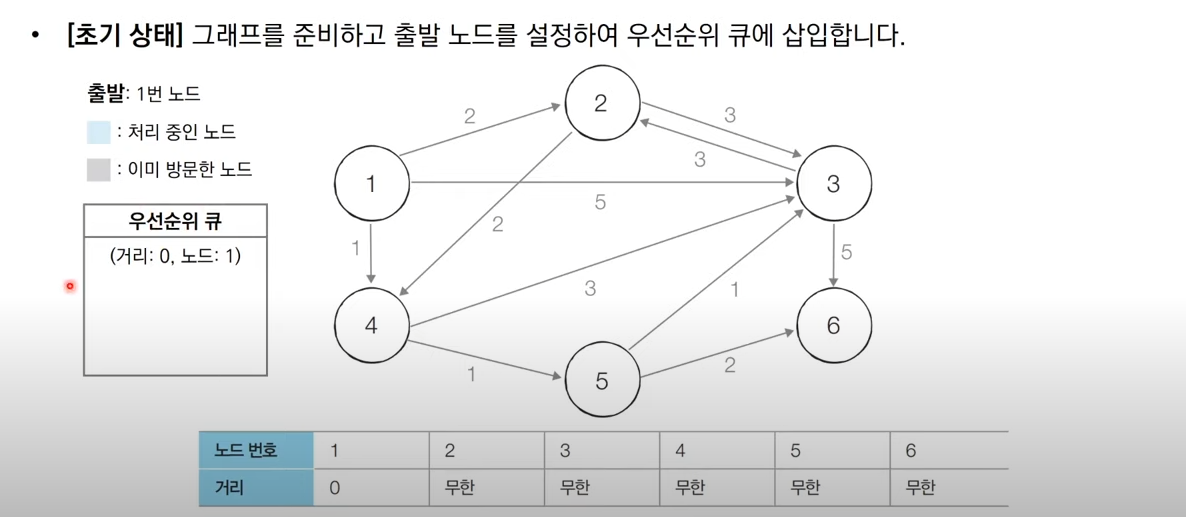 • [초기 상태] 그래프를 준비하고 출발 노드를 설정하여 우선순위 큐에 삽입합니다.
출발: 1번 노드
: 처리 중인 노드
: 이미 방문한 노드
우선순위 큐
(거리: 0, 노드: 1)
2
2
3
3
1
5
3
2
1
5
3
1
4
6
1
5
2
노드 번호 1 2 3 4 5 6
거리 0 무한 무한 무한 무한 무한